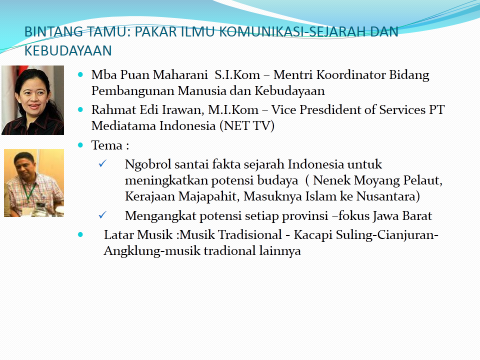 BINTANG TAMU: PAKAR ILMU KOMUNIKASI-SEJARAH DAN
KEBUDAYAAN
Mba Puan Maharani S.I.Kom – Mentri Koordinator Bidang
Pembangunan Manusia dan Kebudayaan
Rahmat Edi Irawan, M.I.Kom – Vice Presdident of Services PT
Mediatama Indonesia (NET TV)
Tema :
Ngobrol santai fakta sejarah Indonesia untuk
meningkatkan potensi budaya ( Nenek Moyang Pelaut,
Kerajaan Majapahit, Masuknya Islam ke Nusantara)
Mengangkat potensi setiap provinsi –fokus Jawa Barat
Latar Musik :Musik Tradisional - Kacapi Suling-Cianjuran-
Angklung-musik tradional lainnya